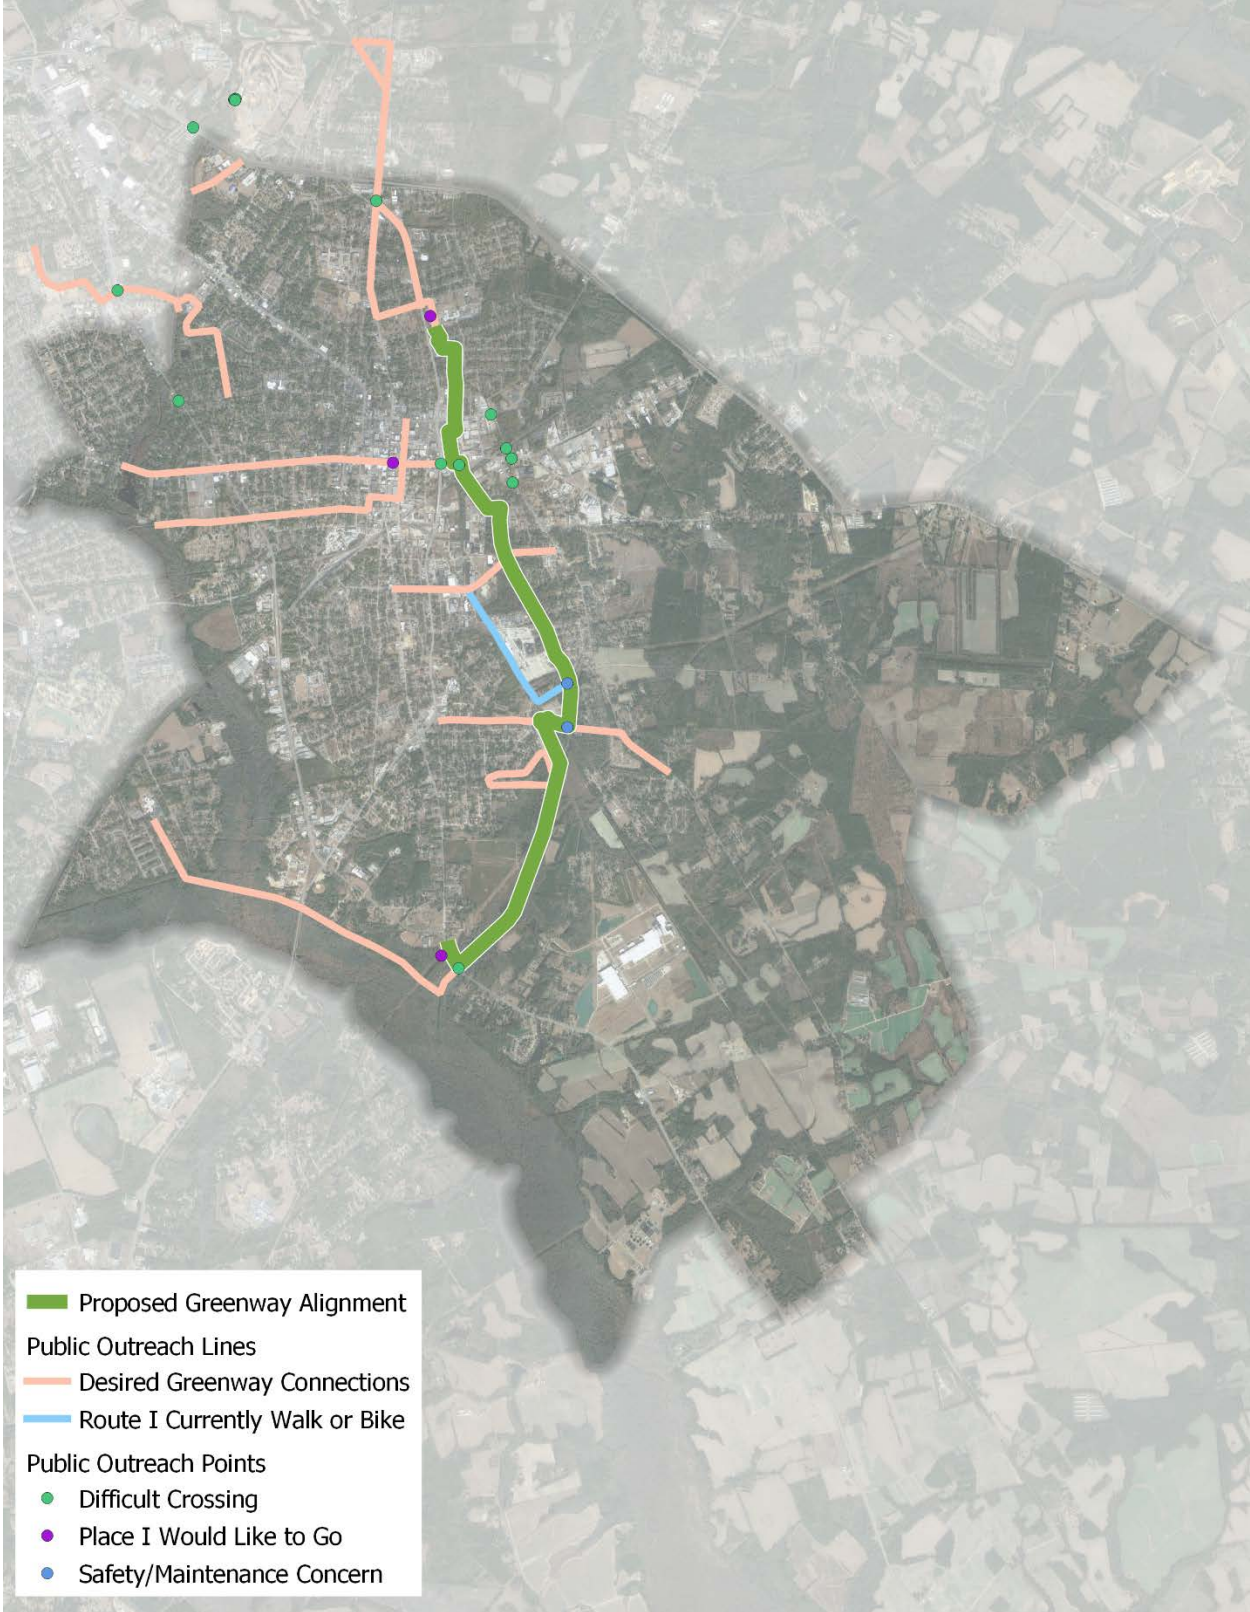 Proposed Greenway Alignment
Public Outreach Lines
Desired Greenway Connections
Route I Currently Walk or Bike
Public Outreach Points
Difficult Crossing
Place I Would Like to Go
Safety/Maintenance Concern